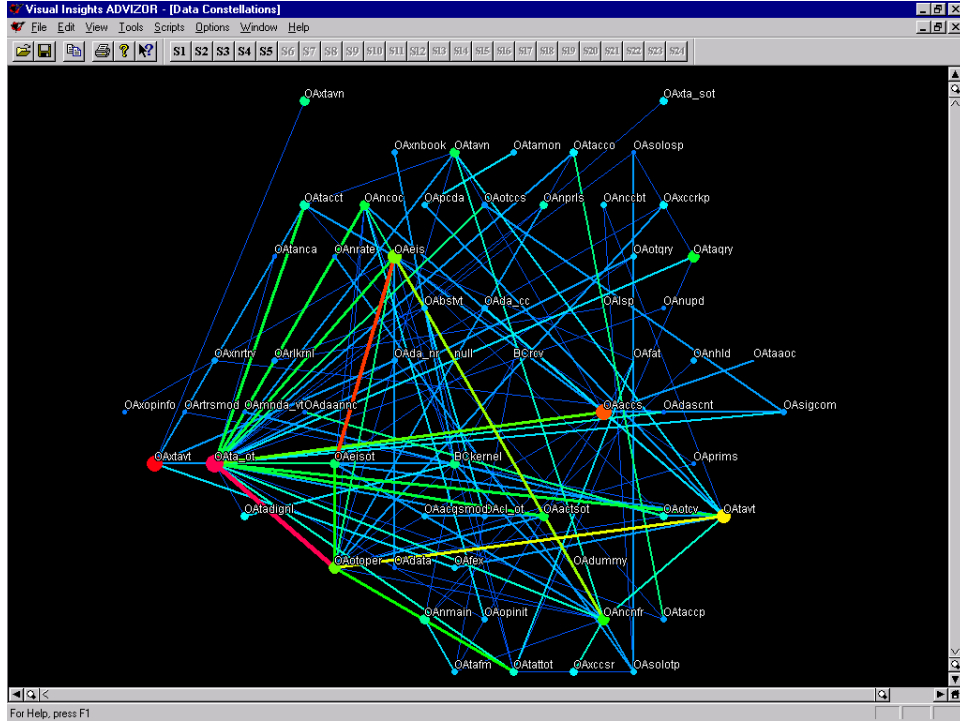 Visual Insights ADVIZOR - [Data Constellations]
File Edit View Tools Scripts Options Window Help
S1 S2 S3 S4 S5 S6 S7 S8 S9 S10 S11 S12 S13 S14 S15 S16 S17 S18 S19 S20 S21 S22 S23 S24
OAxtavn OAxta_sot
OAxnbook OAtavn OAtamon OAtacco OAsolosp
OAtacct OAncoc OApcda OAotccs OAnprls OAnccbt OAxccrkp
OAtanca OAnrate OAeis OAotqry OAtaqry
OAbstvt OAda_cc OAlsp OAnupd
OAxnrtrv OArlkrnl OAda_nr null BCrcv OAfat OAnhld OAtaaoc
OAxopinfo OArtrsmod OAmnda_vt OAdaannc OAaccs OAdascnt OAsigcom
OAxtavt OAta_ot OAeisot BCkernel OAprims
OAtadignl OAacqsmod OAcl_ot OAactsot OAotcv OAtavt
OAotoper OAdata OAfex OAdummy
OAnmain OAopinit OAncnfr OAtaccp
OAtafm OAtattot OAxccsr OAsolotp
For Help, press F1